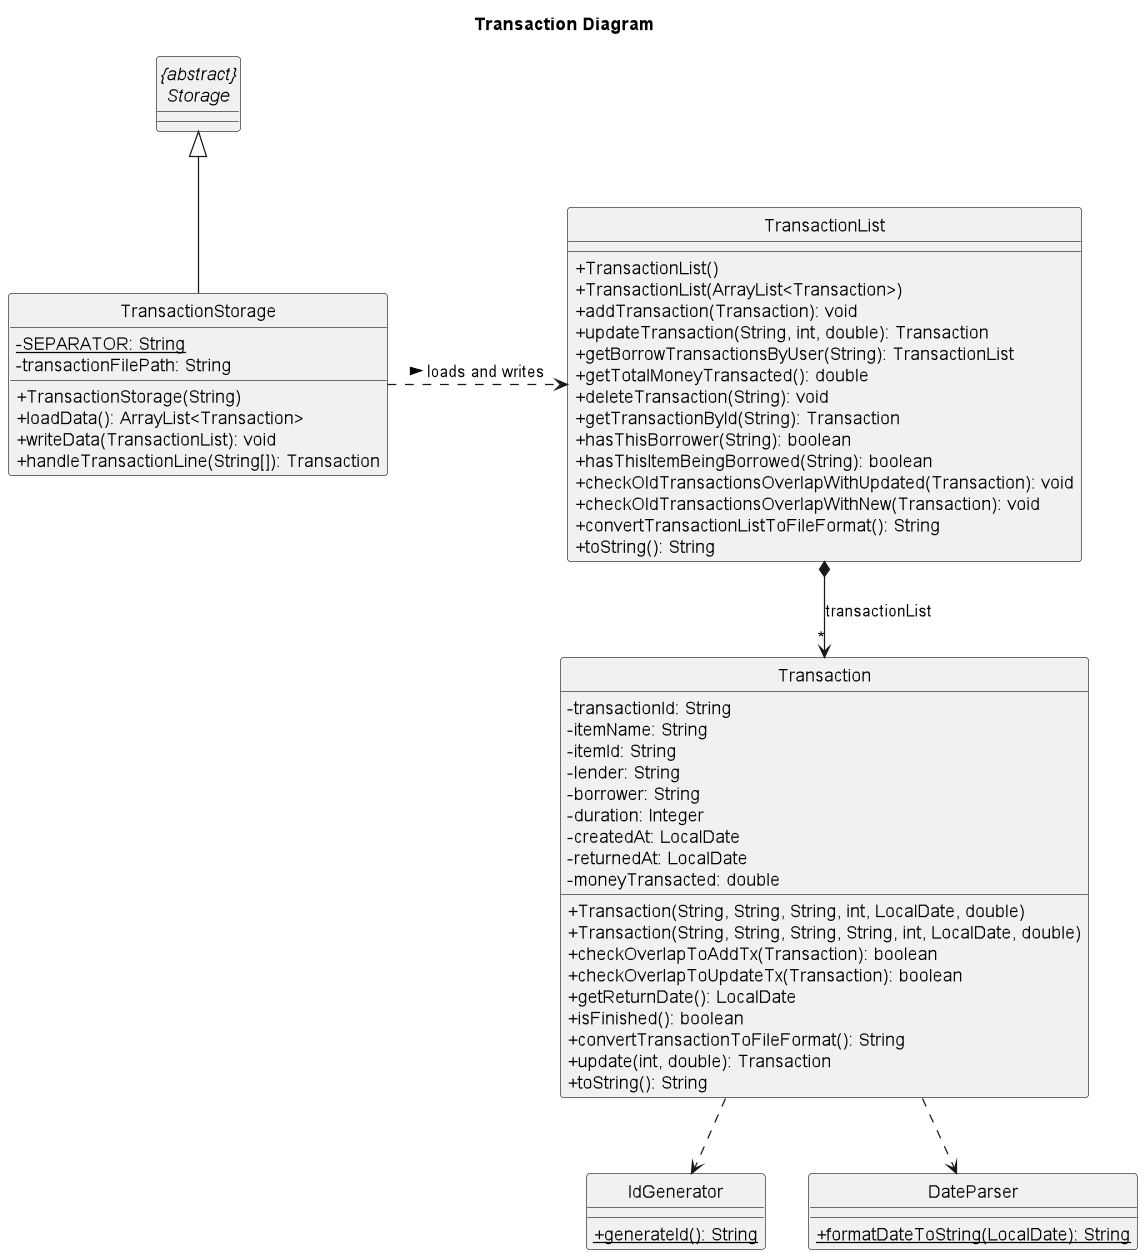 Transaction Diagram
{abstract}
Storage
TransactionStorage
-SEPARATOR: String
-transactionFilePath: String
+TransactionStorage(String)
+loadData(): ArrayList<Transaction>
+writeData(TransactionList): void
+handleTransactionLine(String[]): Transaction
loads and writes
TransactionList
+TransactionList()
+TransactionList(ArrayList<Transaction>)
+addTransaction(Transaction): void
+updateTransaction(String, int, double): Transaction
+getBorrowTransactionsByUser(String): TransactionList
+getTotalMoneyTransacted(): double
+deleteTransaction(String): void
+getTransactionById(String): Transaction
+hasThisBorrower(String): boolean
+hasThisItemBeingBorrowed(String): boolean
+checkOldTransactionsOverlapWithUpdated(Transaction): void
+checkOldTransactionsOverlapWithNew(Transaction): void
+convertTransactionListToFileFormat(): String
+toString(): String
transactionList
*
Transaction
-transactionId: String
-itemName: String
-itemId: String
-lender: String
-borrower: String
-duration: Integer
-createdAt: LocalDate
-returnedAt: LocalDate
-moneyTransacted: double
+Transaction(String, String, String, int, LocalDate, double)
+Transaction(String, String, String, String, int, LocalDate, double)
+checkOverlapToAddTx(Transaction): boolean
+checkOverlapToUpdateTx(Transaction): boolean
+getReturnDate(): LocalDate
+isFinished(): boolean
+convertTransactionToFileFormat(): String
+update(int, double): Transaction
+toString(): String
IdGenerator
+generateId(): String
DateParser
+formatDateToString(LocalDate): String